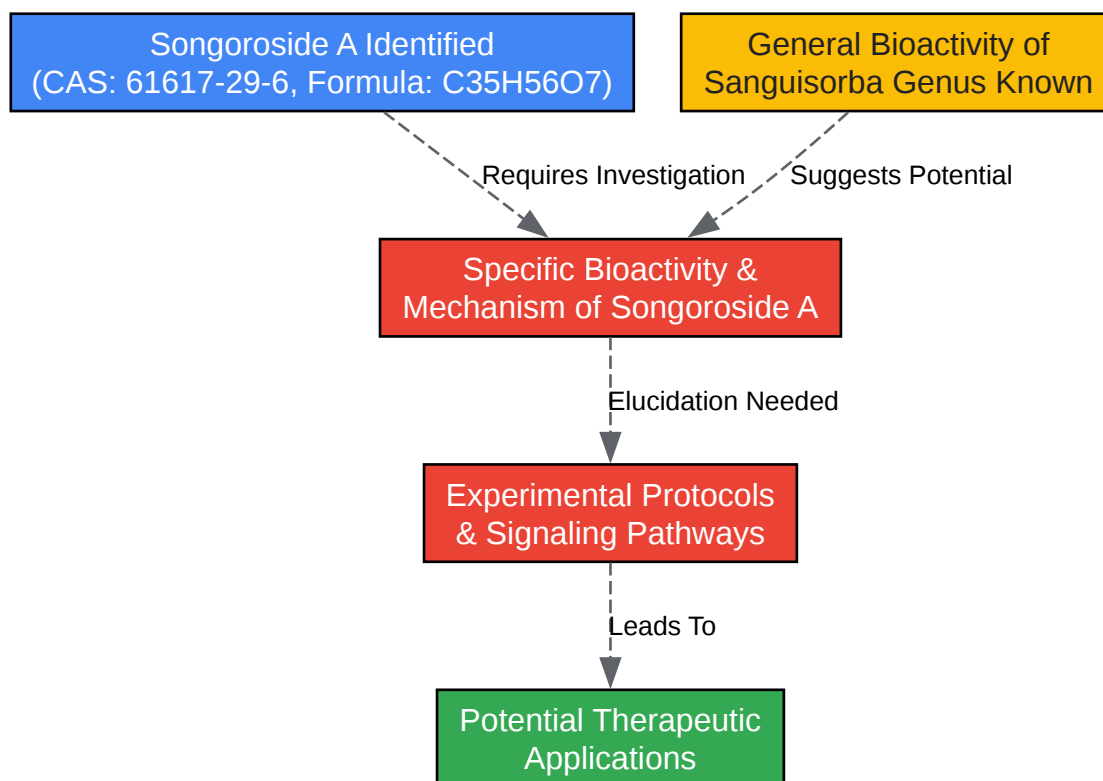 Songoroside A Identified
(CAS: 61617-29-6, Formula: C35H56O7)
General Bioactivity of
Sanguisorba Genus Known
Requires Investigation
Suggests Potential
Specific Bioactivity &
Mechanism of Songoroside A
Elucidation Needed
Experimental Protocols
& Signaling Pathways
Leads To
Potential Therapeutic
Applications